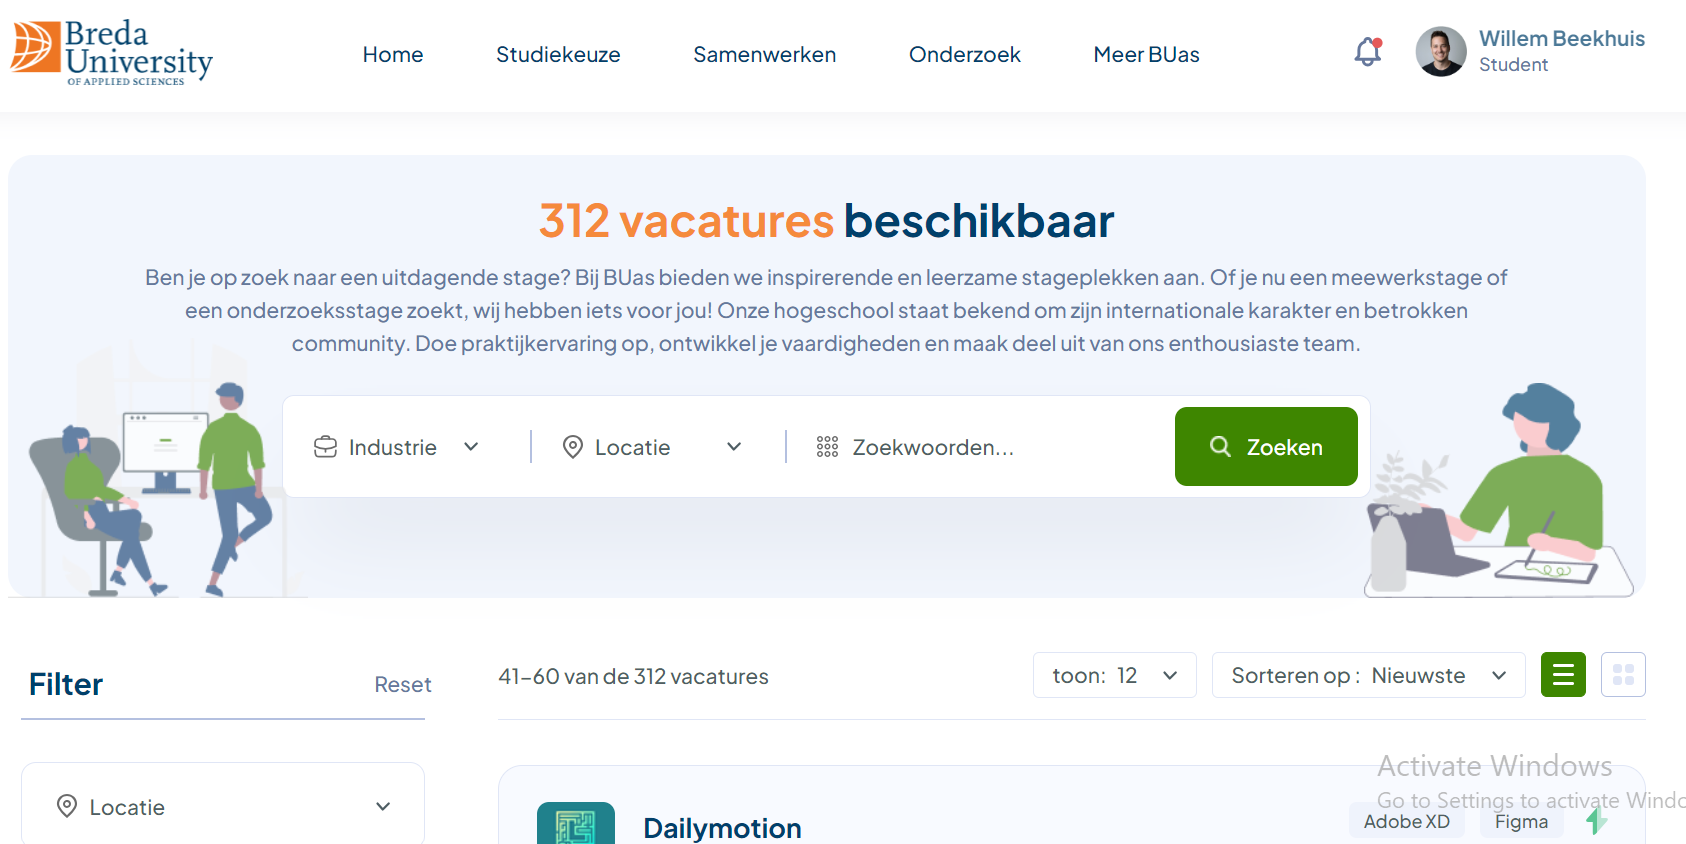 Breda
University
OF APPLIED SCIENCES
Home
Studiekeuze
Samenwerken
Onderzoek
Meer BUas
Willem Beekhuis
Student
312 vacatures beschikbaar
Ben je op zoek naar een uitdagende stage? Bij BUas bieden we inspirerende en leerzame stageplekken aan. Of je nu een meewerkstage of
een onderzoeksstage zoekt, wij hebben iets voor jou! Onze hogeschool staat bekend om zijn internationale karakter en betrokken
community. Doe praktijkervaring op, ontwikkel je vaardigheden en maak deel uit van ons enthousiaste team.
Industrie
Locatie
Zoekwoorden...
Zoeken
Filter
Reset
41-60 van de 312 vacatures
toon: 12
Sorteren op : Nieuwste
Locatie
Dailymotion
Adobe XD
Figma
Activate Windows
Go to Settings to activate Windo